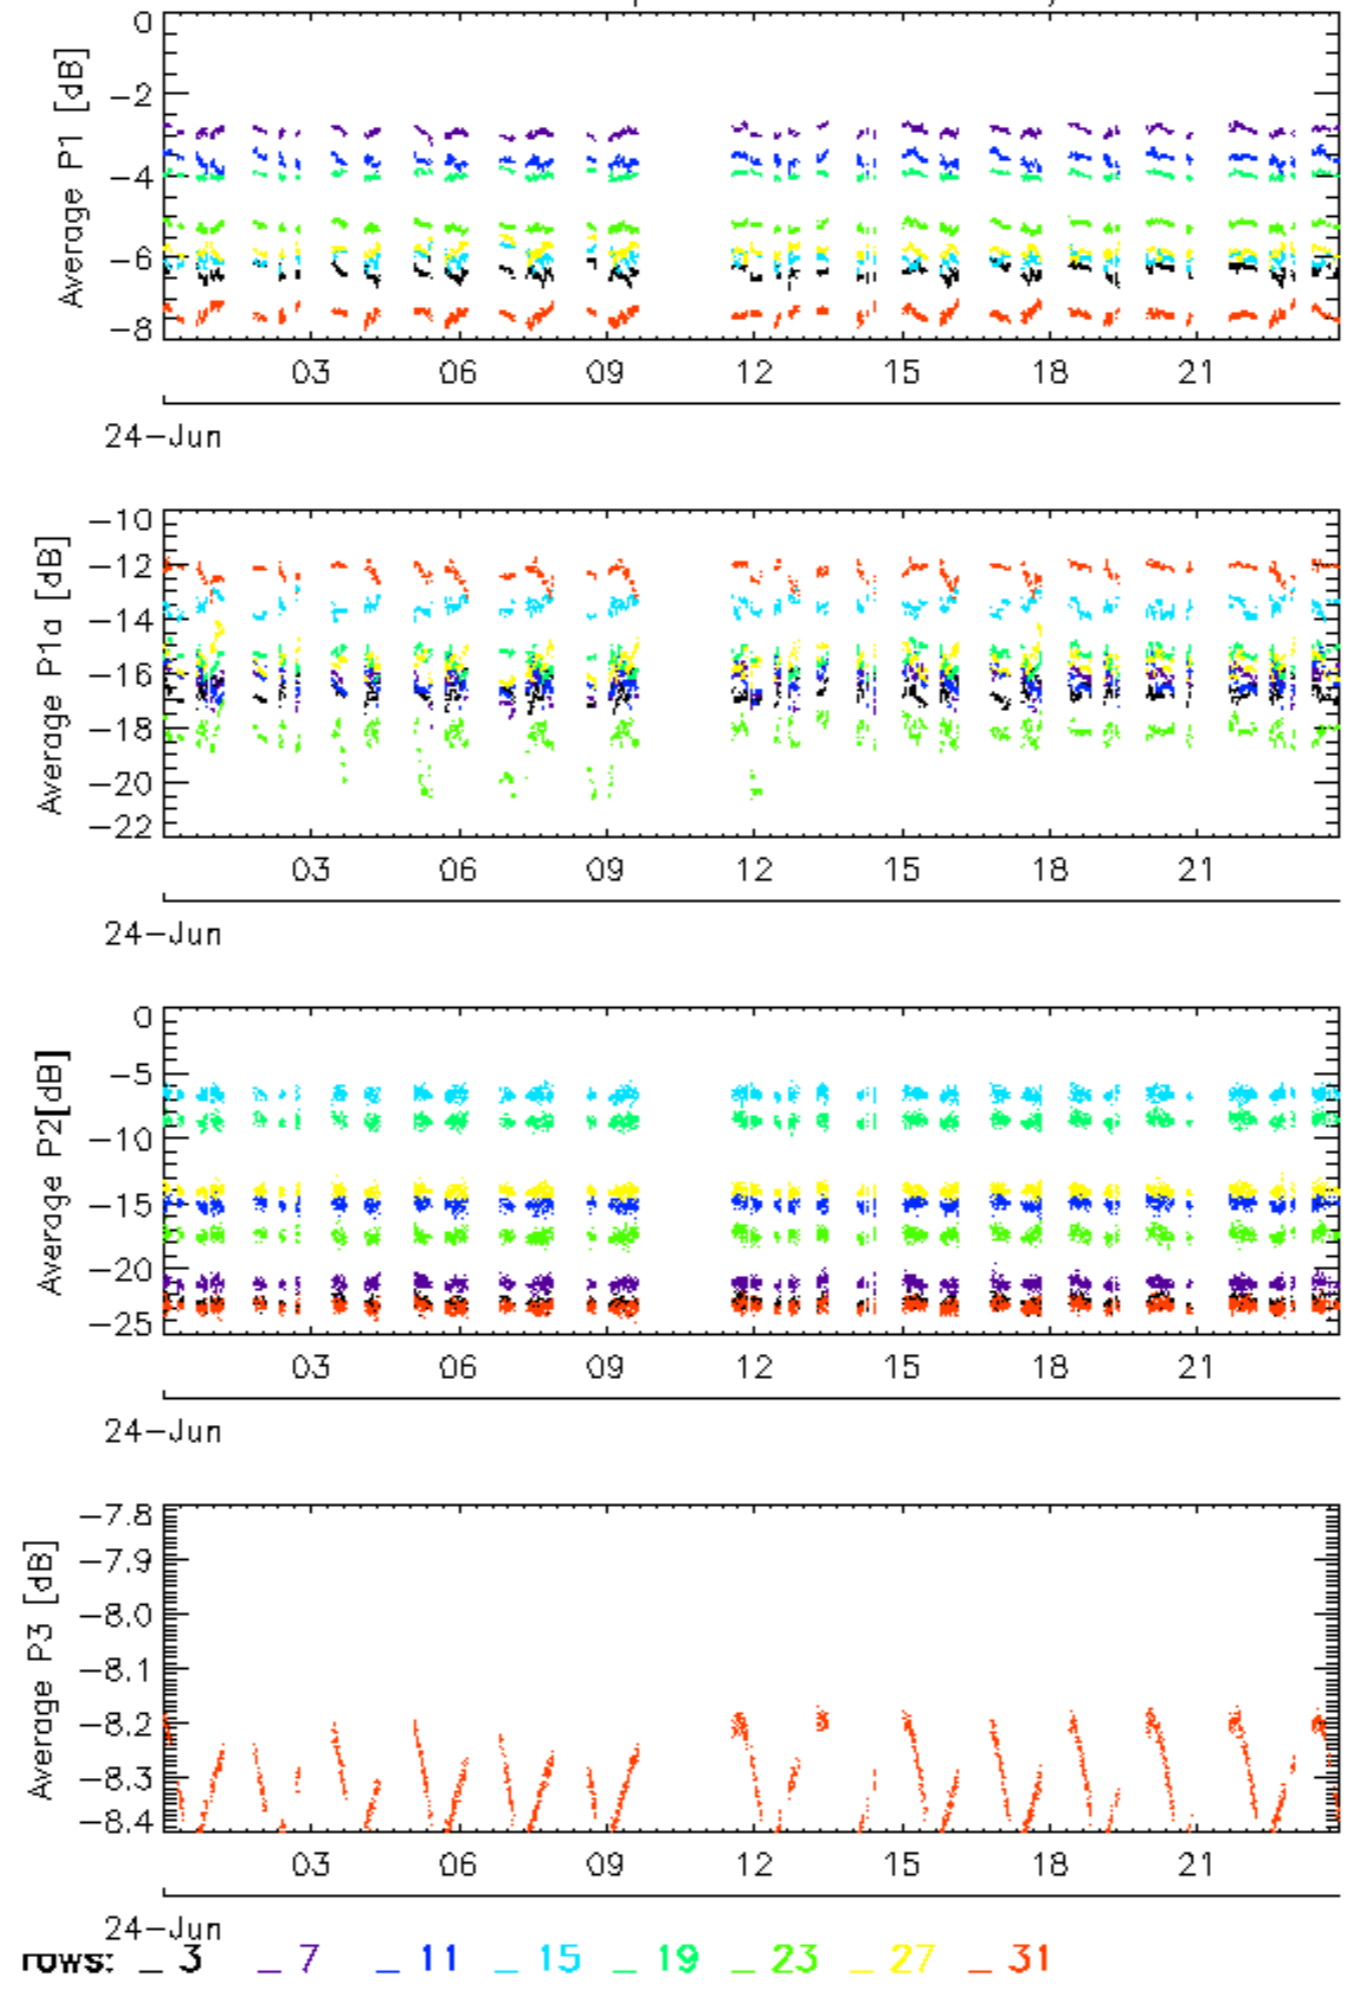 0
Average P1 [dB]
-2
-4
-6
-8
03 06 09 12 15 18 21
24-Jun
-10
Average P1a [dB]
-12
-14
-16
-18
-20
-22
03 06 09 12 15 18 21
24-Jun
0
Average P2[dB]
-5
-10
-15
-20
-25
03 06 09 12 15 18 21
24-Jun
-7.8
Average P3 [dB]
-7.9
-8.0
-8.1
-8.2
-8.3
-8.4
03 06 09 12 15 18 21
24-Jun
rows: _ 3 _ 7 _ 11 _ 15 _ 19 _ 23 _ 27 _ 31